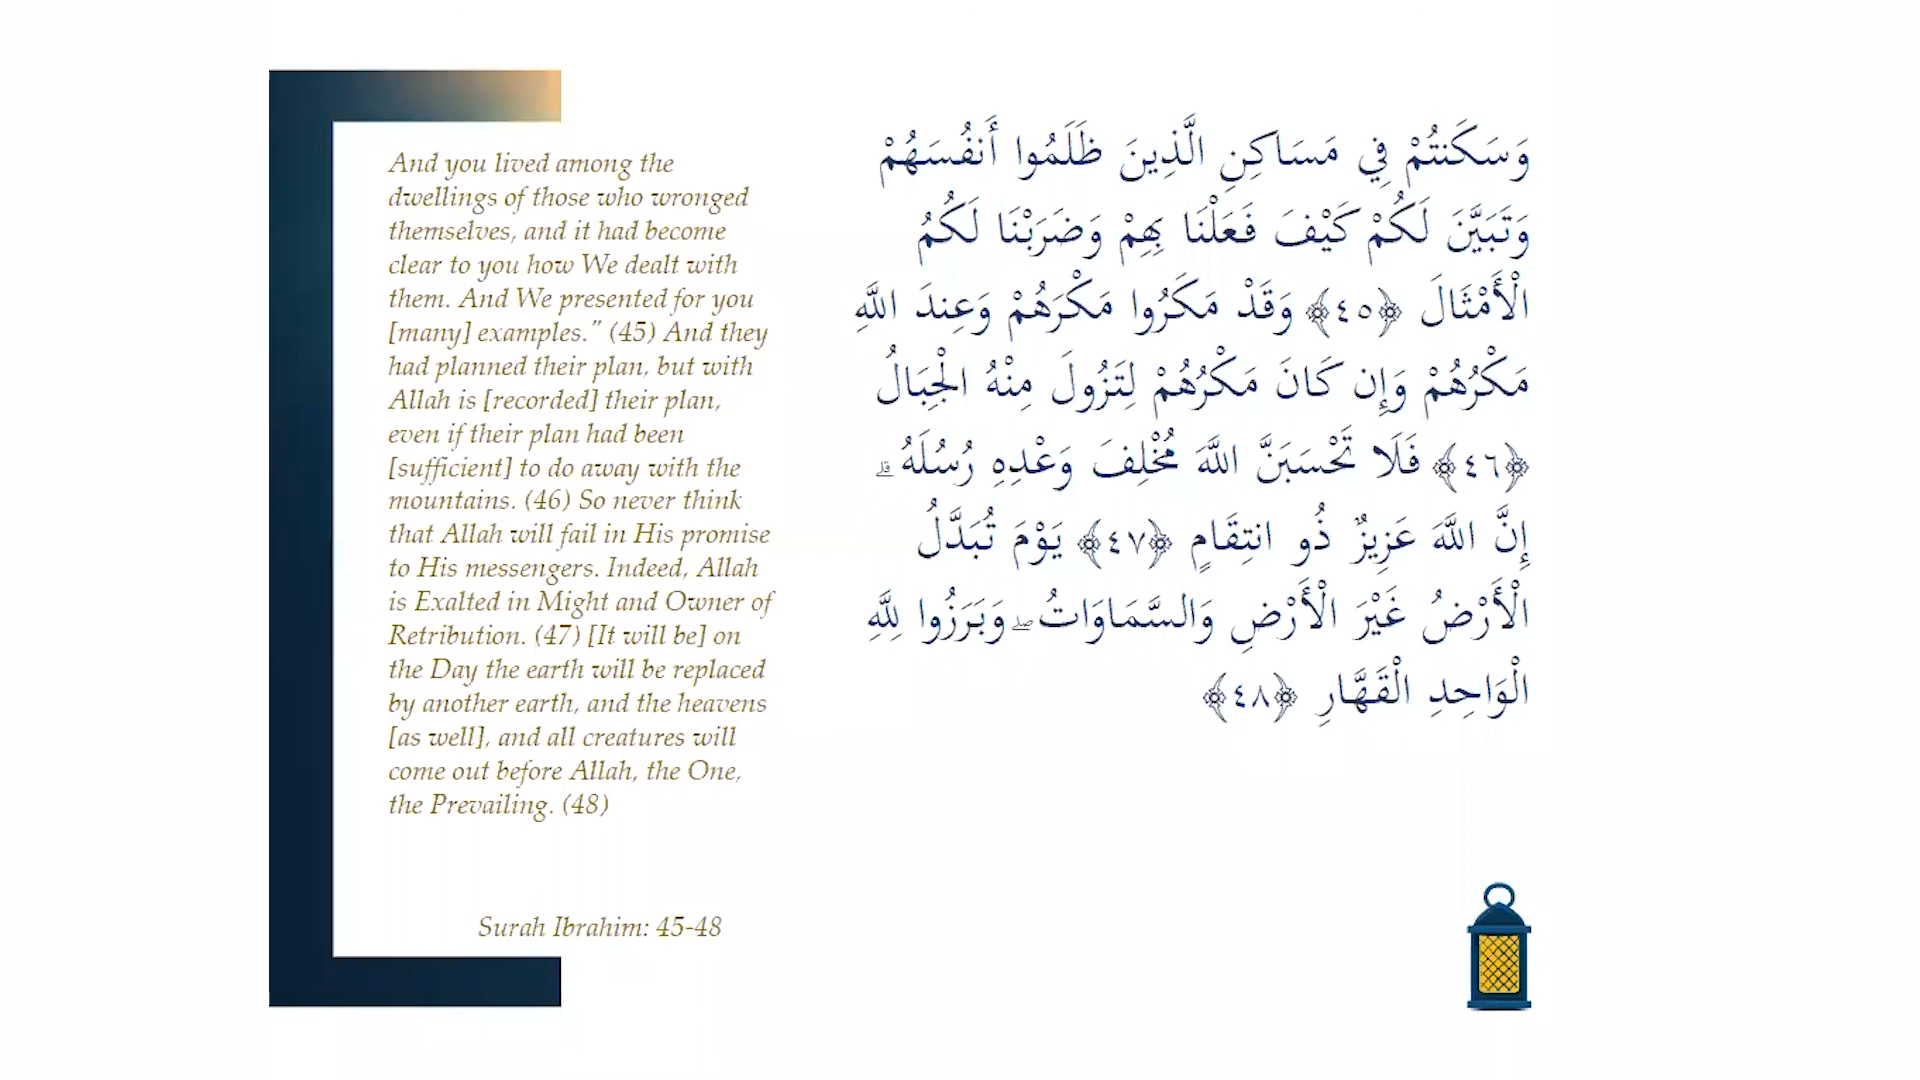 And you lived among the
dwellings of those who wronged
themselves, and it had become
clear to you how We dealt with
them. And We presented for you
[many] examples." (45) And they
had planned their plan, but with
Allah is [recorded] their plan,
even if their plan had been
[sufficient] to do away with the
mountains. (46) So never think
that Allah will fail in His promise
to His messengers. Indeed, Allah
is Exalted in Might and Owner of
Retribution. (47) [It will be] on
the Day the earth will be replaced
by another earth, and the heavens
[as well], and all creatures will
come out before Allah, the One,
the Prevailing. (48)
Surah Ibrahim: 45-48
وَسَكَنتُمْ فِي مَسَاكِنِ الَّذِينَ ظَلَمُوا أَنفُسَهُمْ
وَتَبَيَّنَ لَكُمْ كَيْفَ فَعَلْنَا بِهِمْ وَضَرَبْنَا لَكُمُ
الْأَمْثَالَ ﴿٤٥﴾ وَقَدْ مَكَرُوا مَكْرَهُمْ وَعِندَ اللَّهِ
مَكْرُهُمْ وَإِن كَانَ مَكْرُهُمْ لِتَزُولَ مِنْهُ الْجِبَالُ
﴿٤٦﴾ فَلَا تَحْسَبَنَّ اللَّهَ مُخْلِفَ وَعْدِهِ رُسُلَهُ ۗ
إِنَّ اللَّهَ عَزِيزٌ ذُو انتِقَامٍ ﴿٤٧﴾ يَوْمَ تُبَدَّلُ
الْأَرْضُ غَيْرَ الْأَرْضِ وَالسَّمَاوَاتُ ۖ وَبَرَزُوا لِلَّهِ
الْوَاحِدِ الْقَهَّارِ ﴿٤٨﴾